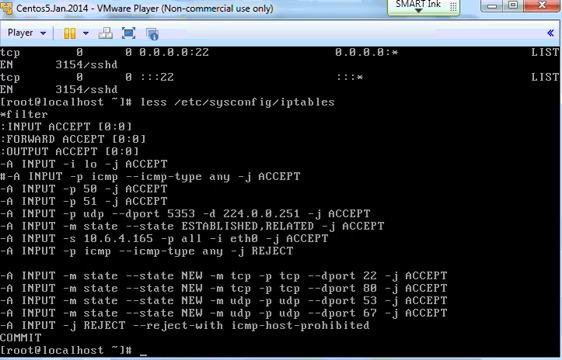 Centos5.Jan.2014 - VMware Player (Non-commercial use only)
SMART Ink
Player
tcp 0 0 0.0.0.0:22 0.0.0.0:* LIST
EN 3154/sshd
tcp 0 0 :::22 :::* LIST
EN 3154/sshd
[root@localhost ~]# less /etc/sysconfig/iptables
*filter
:INPUT ACCEPT [0:0]
:FORWARD ACCEPT [0:0]
:OUTPUT ACCEPT [0:0]
-A INPUT -i lo -j ACCEPT
#-A INPUT -p icmp --icmp-type any -j ACCEPT
-A INPUT -p 50 -j ACCEPT
-A INPUT -p 51 -j ACCEPT
-A INPUT -p udp --dport 5353 -d 224.0.0.251 -j ACCEPT
-A INPUT -m state --state ESTABLISHED,RELATED -j ACCEPT
-A INPUT -s 10.6.4.165 -p all -i eth0 -j ACCEPT
-A INPUT -p icmp --icmp-type any -j REJECT
-A INPUT -m state --state NEW -m tcp -p tcp --dport 22 -j ACCEPT
-A INPUT -m state --state NEW -m tcp -p tcp --dport 80 -j ACCEPT
-A INPUT -m state --state NEW -m udp -p udp --dport 53 -j ACCEPT
-A INPUT -m state --state NEW -m udp -p udp --dport 67 -j ACCEPT
-A INPUT -j REJECT --reject-with icmp-host-prohibited
COMMIT
[root@localhost ~]# _